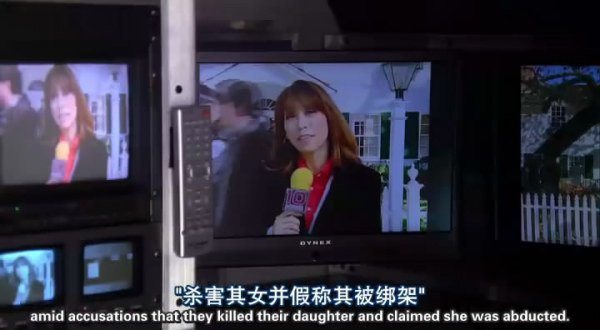 10
DYNEX
"杀害其女并假称其被绑架"
amid accusations that they killed their daughter and claimed she was abducted.